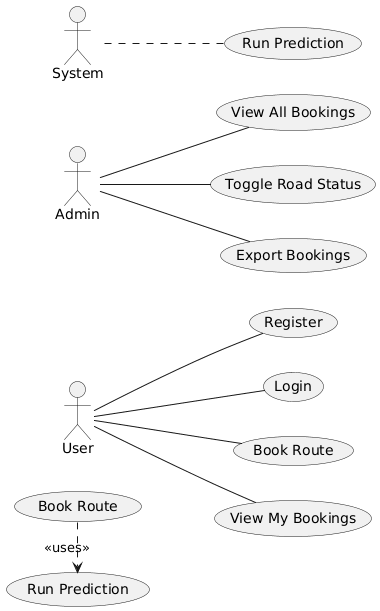 Run Prediction
System
View All Bookings
Toggle Road Status
Admin
Export Bookings
Register
Login
User
Book Route
View My Bookings
Book Route
«uses»
Run Prediction